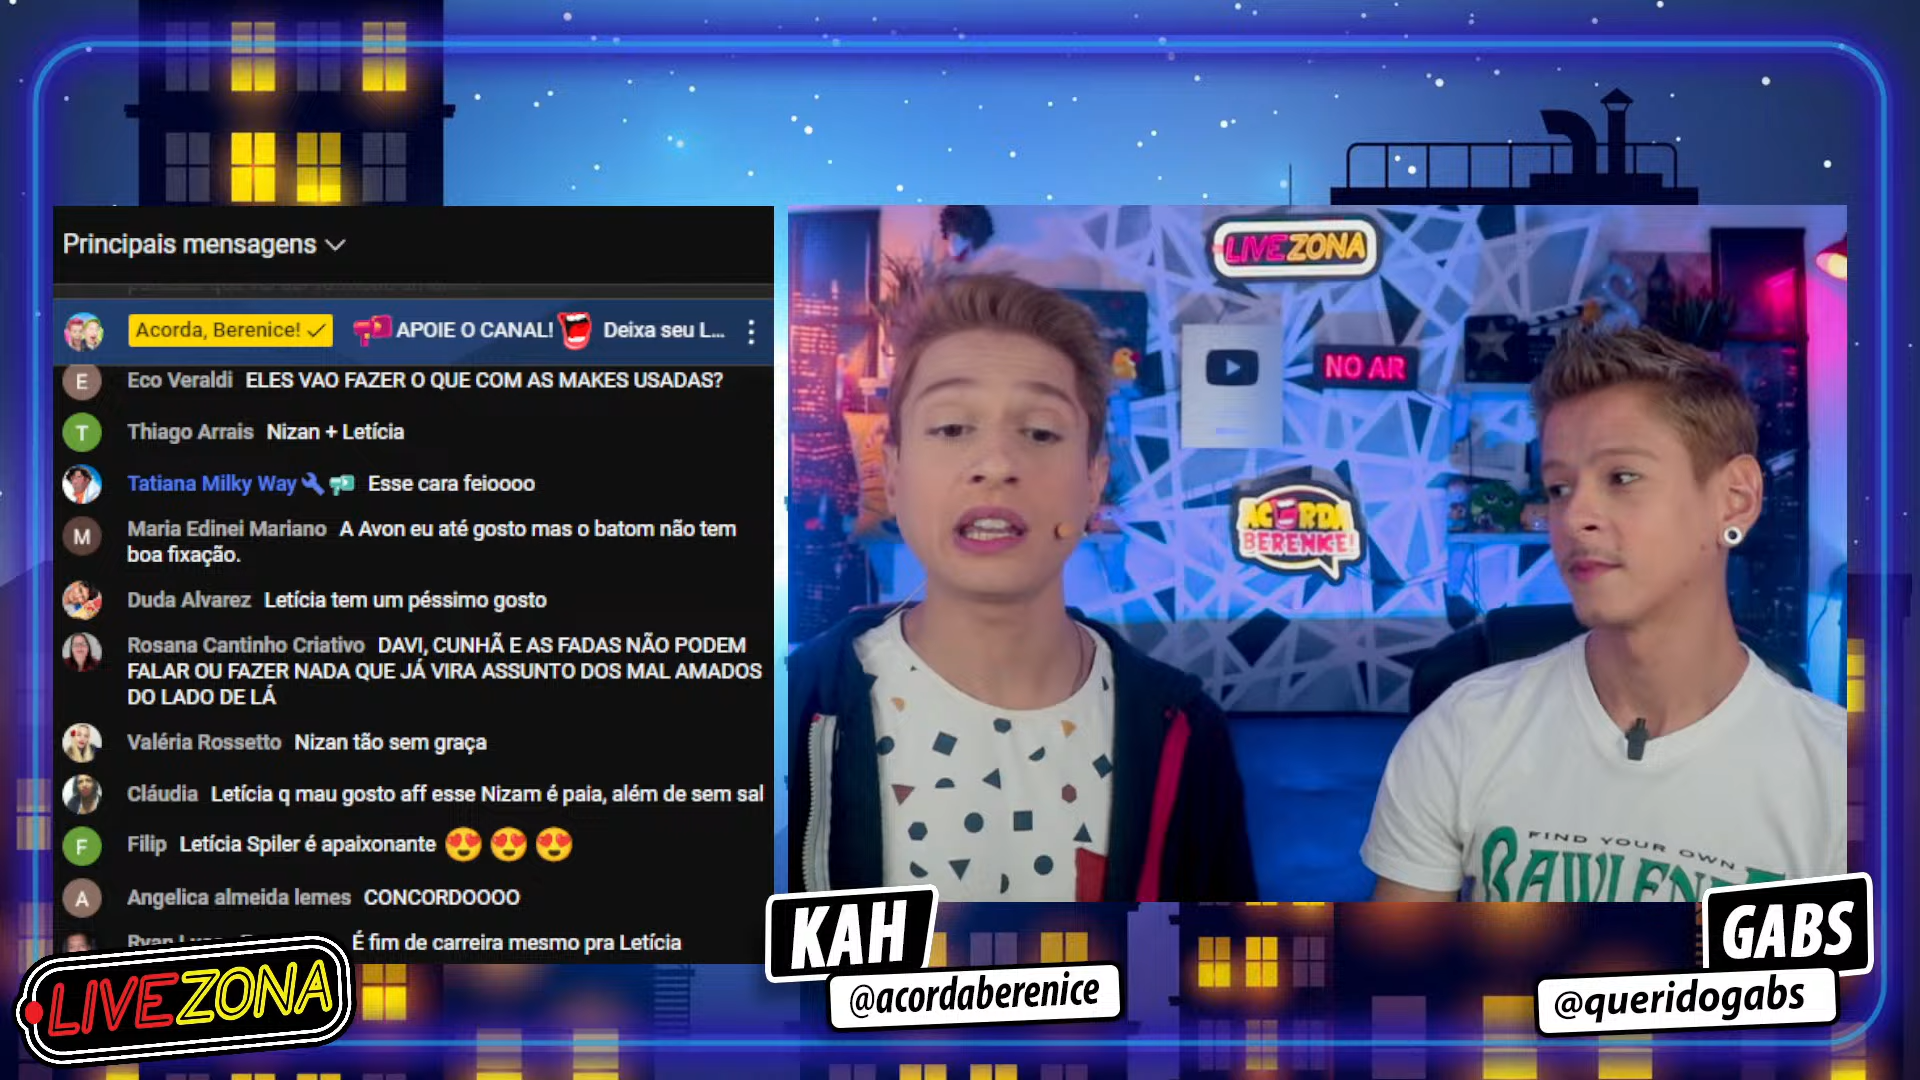 Principais mensagens
Acorda, Berenice! APOIE O CANAL! Deixa seu L...
E Eco Veraldi ELES VAO FAZER O QUE COM AS MAKES USADAS?
T Thiago Arrais Nizan + Letícia
Tatiana Milky Way Esse cara feioooo
M Maria Edinei Mariano A Avon eu até gosto mas o batom não tem
boa fixação.
Duda Alvarez Letícia tem um péssimo gosto
Rosana Cantinho Criativo DAVI, CUNHÃ E AS FADAS NÃO PODEM
FALAR OU FAZER NADA QUE JÁ VIRA ASSUNTO DOS MAL AMADOS
DO LADO DE LÁ
Valéria Rossetto Nizan tão sem graça
Cláudia Letícia q mau gosto aff esse Nizam é paia, além de sem sal
F Filip Letícia Spiler é apaixonante
A Angelica almeida lemes CONCORDOOOO
É fim de carreira mesmo pra Letícia
LIVEZONA
LIVEZONA
NO AR
ACORDA
BERENICE!
FIND YOUR OWN
KAH
@acordaberenice
GABS
@queridogabs